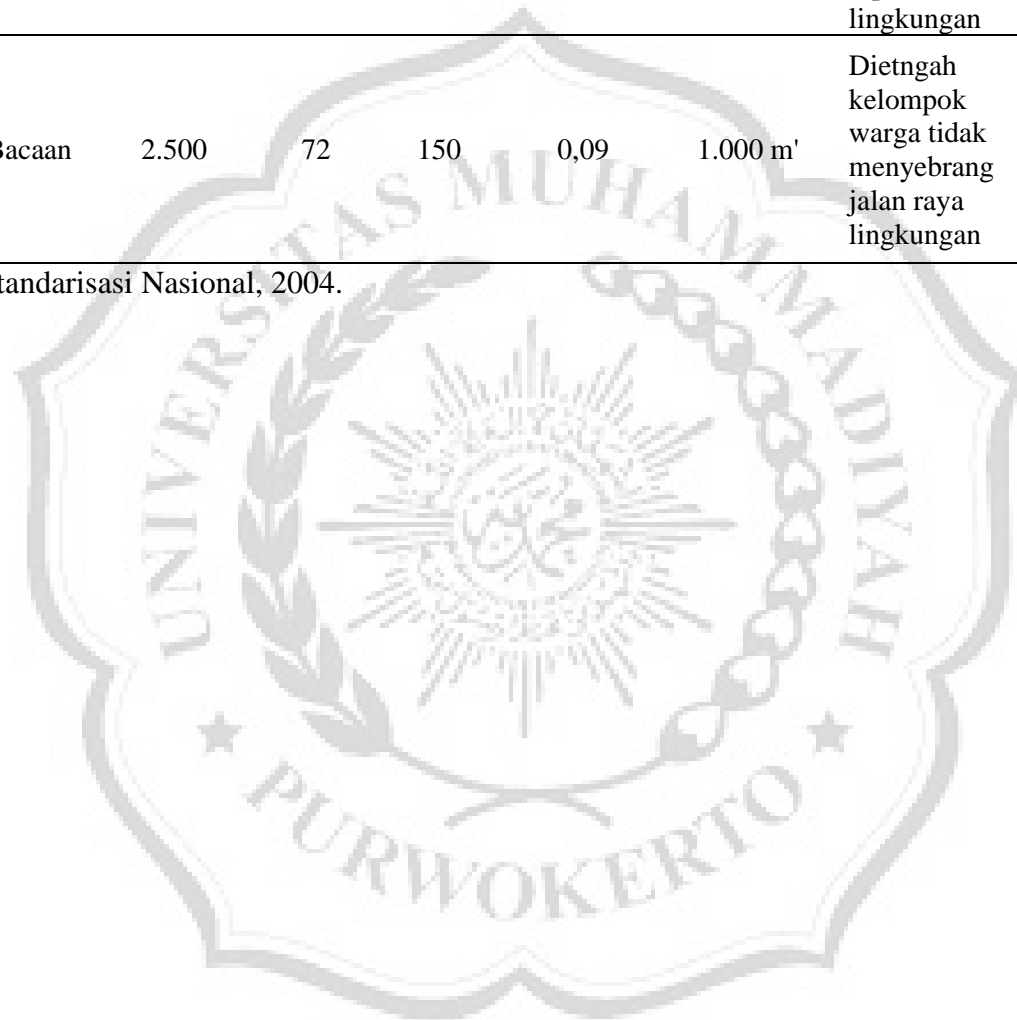 lingkungan
Dietngah
kelompok
Bacaan 2.500 72 150 0,09 1.000 m' warga tidak
menyebrang
jalan raya
lingkungan
tandarisasi Nasional, 2004.
UNIVERSITAS MUHAMMADIYAH
PURWOKERTO